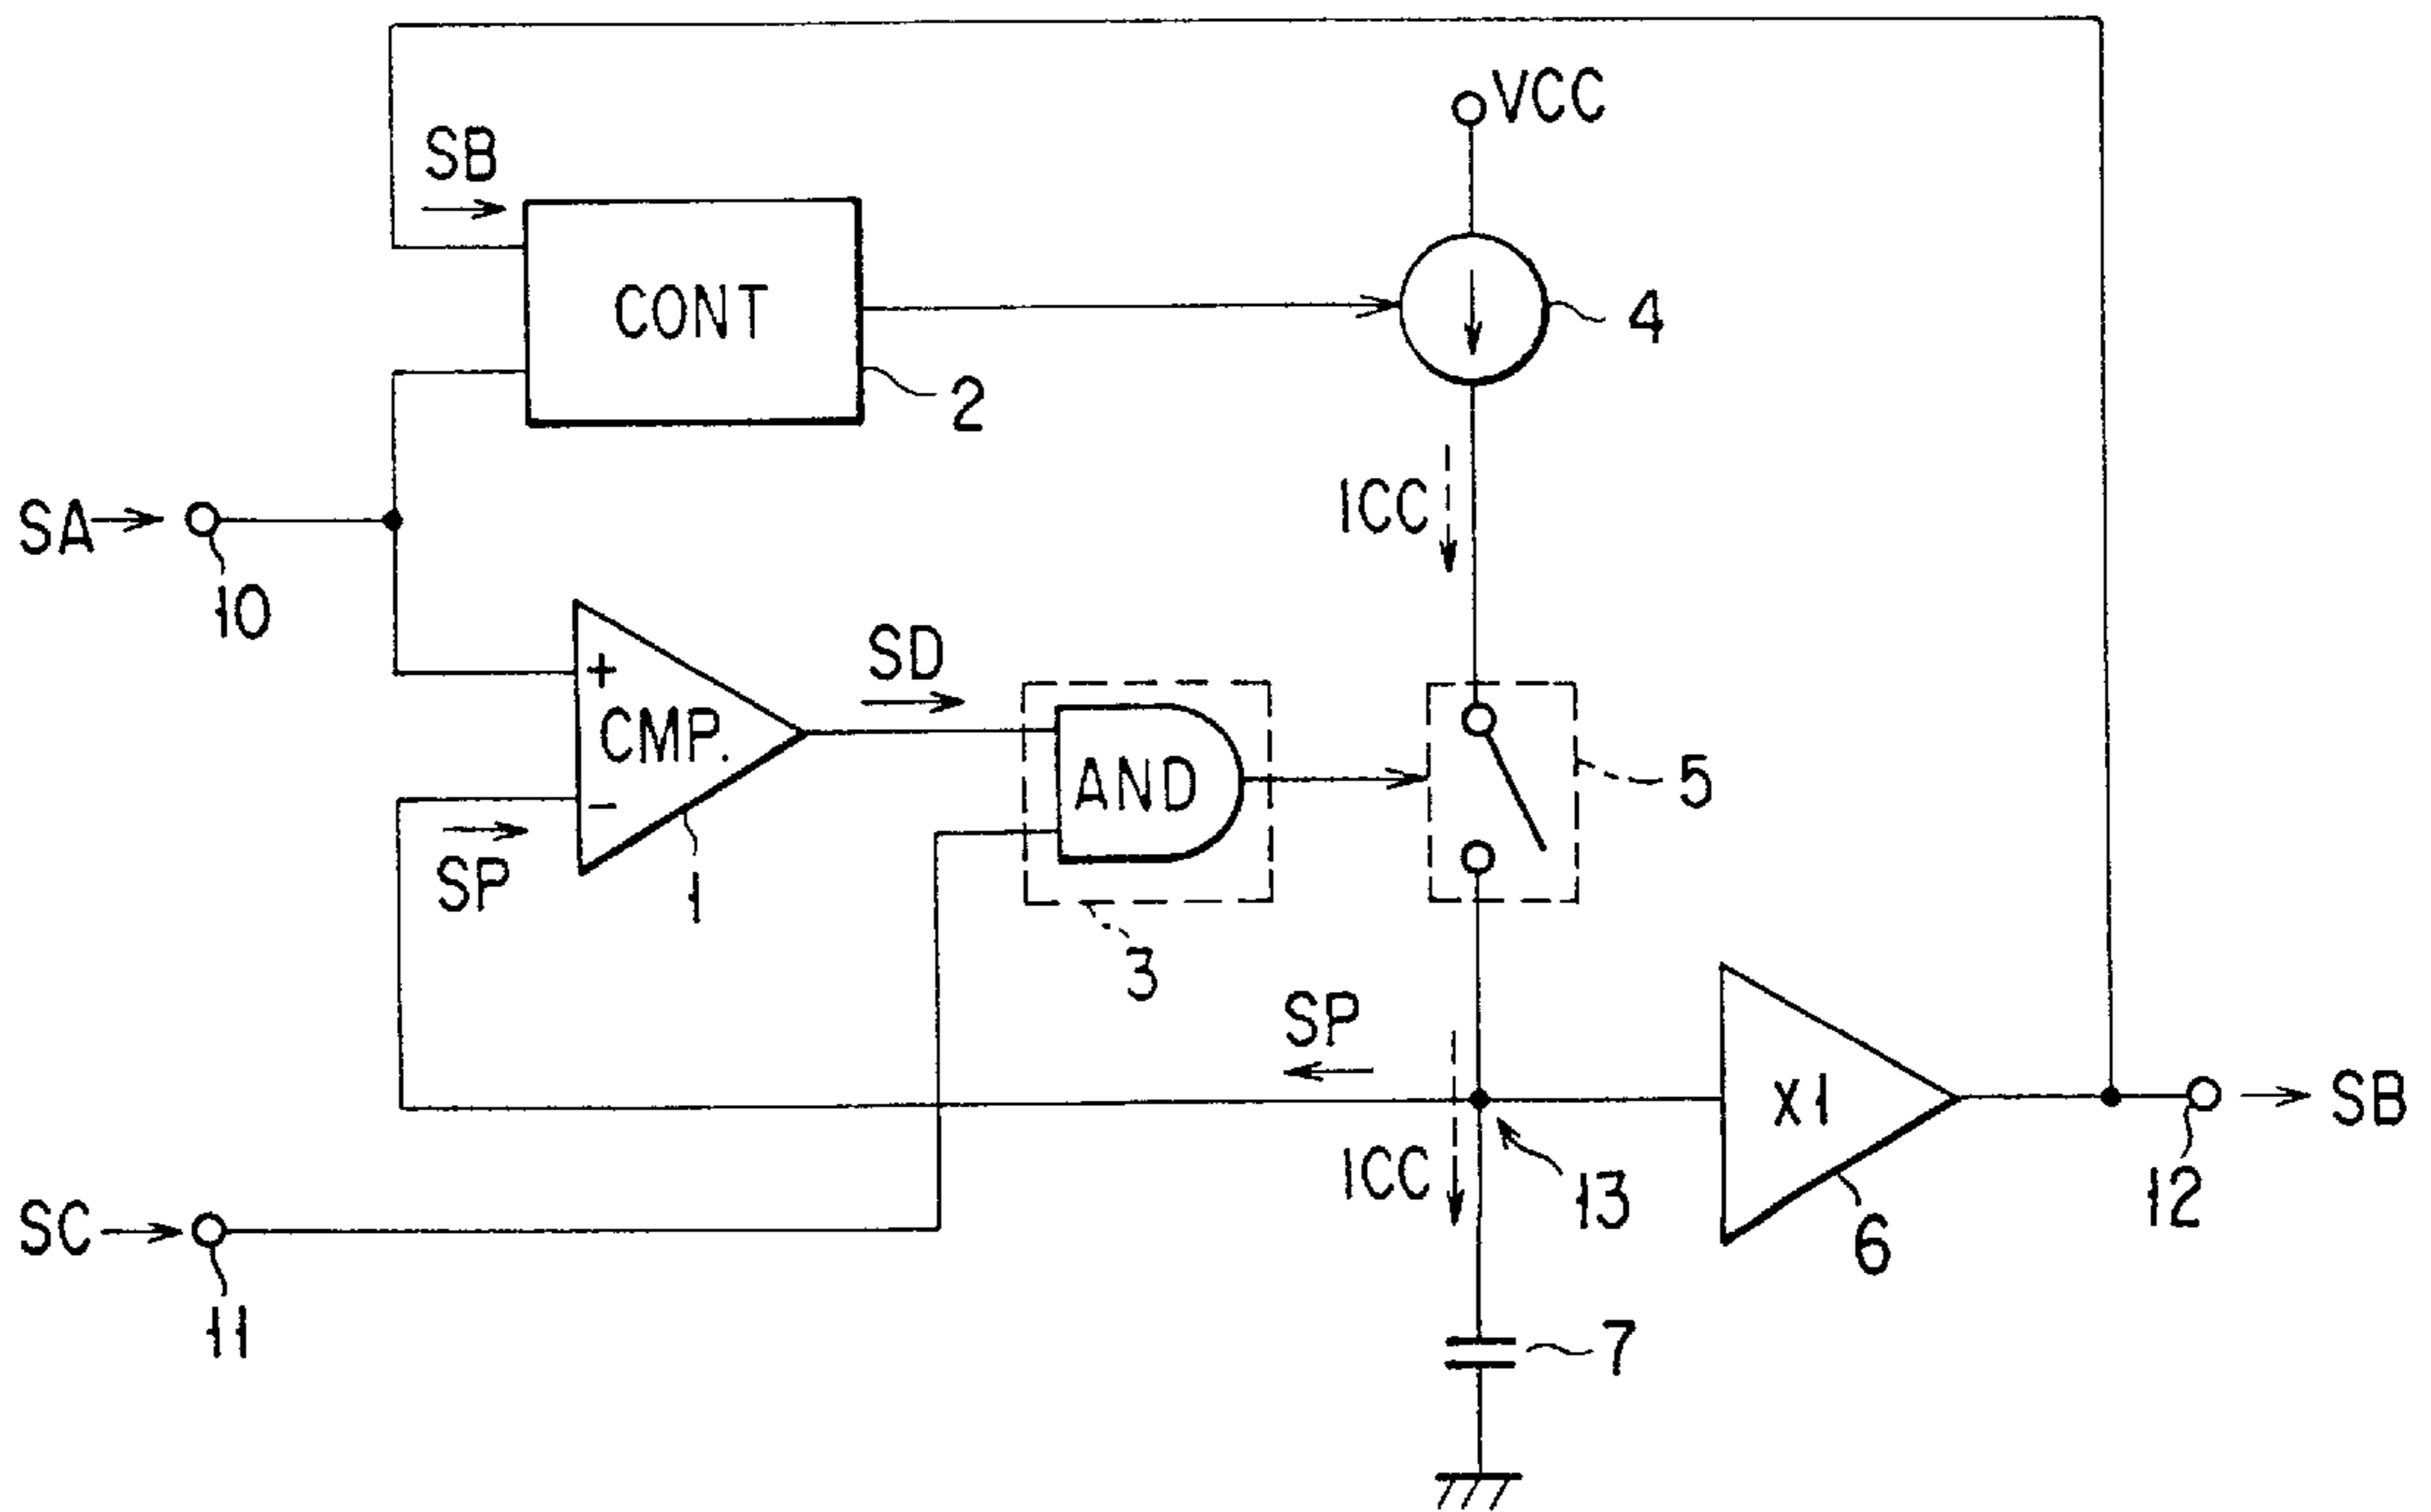 VCC
SB
CONT
4
2
ICC
SA
10
SD
+
CMP.
AND
5
-
SP
1
3
SP
X1
SB
ICC
13
12
SC
6
11
7